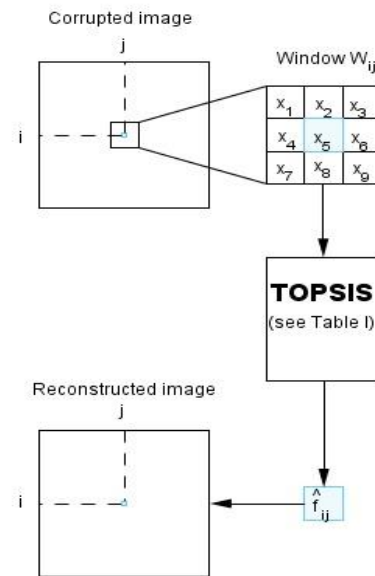 Corrupted image
j
i
Window W_ij
x_1 x_2 x_3
x_4 x_5 x_6
x_7 x_8 x_9
TOPSIS
(see Table I)
Reconstructed image
j
i
f̂_ij